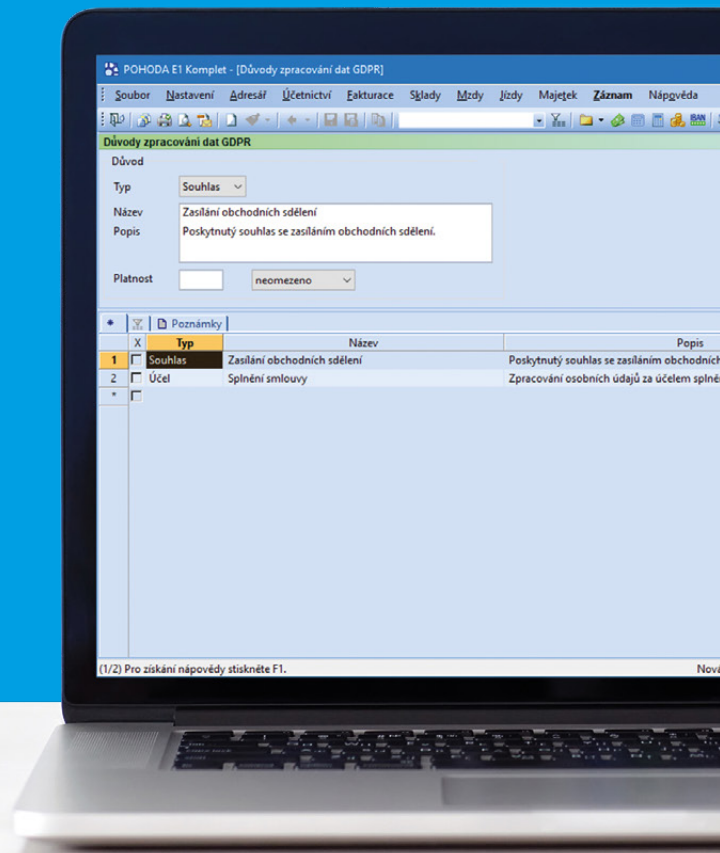 POHODA E1 Komplet - [Důvody zpracování dat GDPR]
Soubor Nastavení Adresář Účetnictví Fakturace Sklady Mzdy Jízdy Majetek Záznam Nápověda
IBAN
Důvody zpracování dat GDPR
Důvod
Typ Souhlas
Název Zasílání obchodních sdělení
Popis Poskytnutý souhlas se zasíláním obchodních sdělení.
Platnost neomezeno
* Poznámky
X Typ Název Popis
1 Souhlas Zasílání obchodních sdělení Poskytnutý souhlas se zasíláním obchodních
2 Účel Splnění smlouvy Zpracování osobních údajů za účelem splně
*
(1/2) Pro získání nápovědy stiskněte F1. Nová